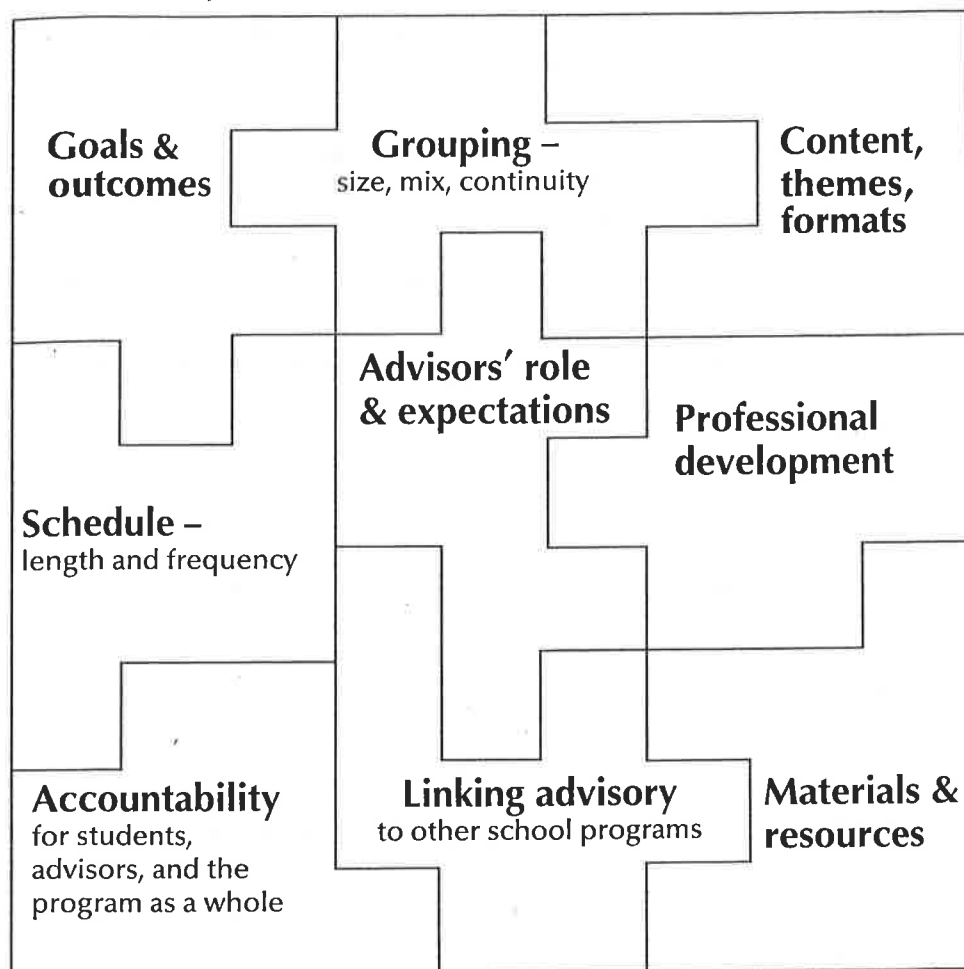 Goals &
outcomes
Grouping –
size, mix, continuity
Content,
themes,
formats
Advisors’ role
& expectations
Professional
development
Schedule –
length and frequency
Accountability
for students,
advisors, and the
program as a whole
Linking advisory
to other school programs
Materials &
resources